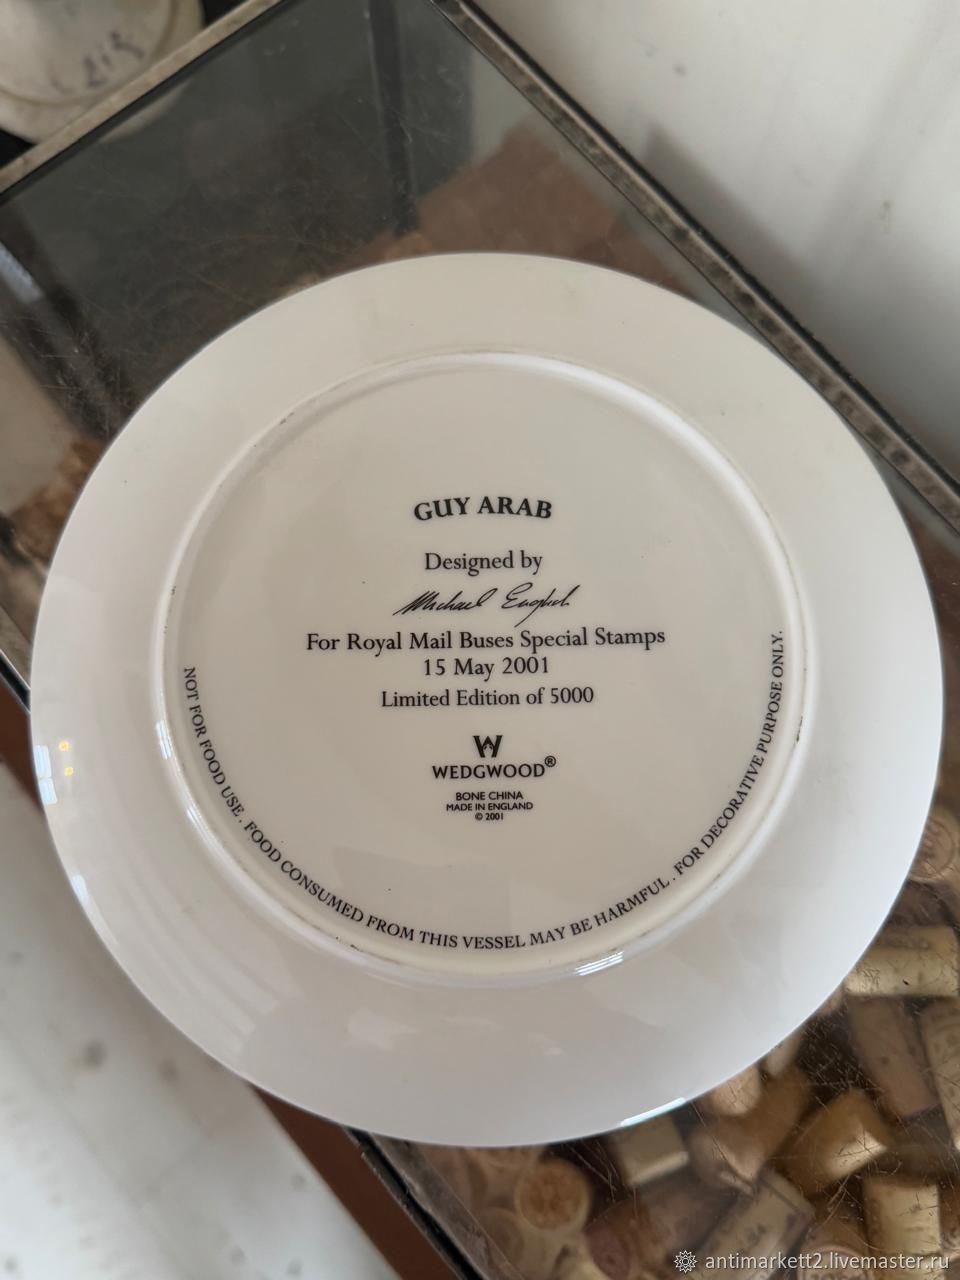 GUY ARAB
Designed by
Michael English
For Royal Mail Buses Special Stamps
15 May 2001
Limited Edition of 5000
WEDGWOOD®
BONE CHINA
MADE IN ENGLAND
© 2001
NOT FOR FOOD USE . FOOD CONSUMED FROM THIS VESSEL MAY BE HARMFUL . FOR DECORATIVE PURPOSE ONLY.
antimarkett2.livemaster.ru